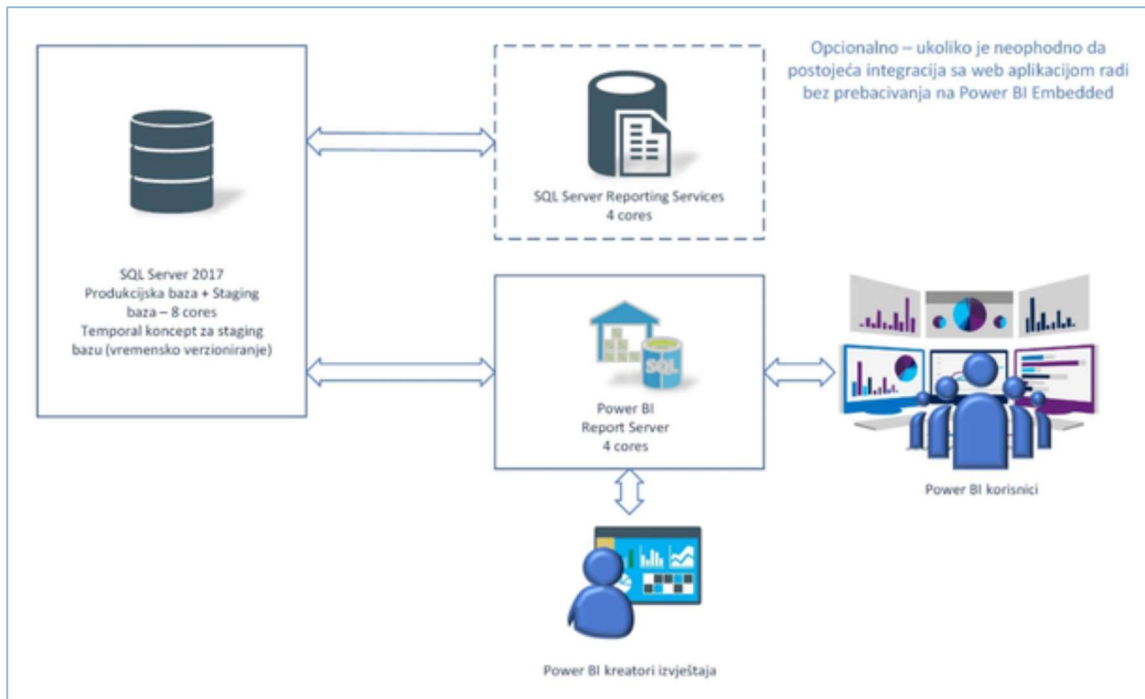 Opcionalno – ukoliko je neophodno da
postojeća integracija sa web aplikacijom radi
bez prebacivanja na Power BI Embedded
SQL Server Reporting Services
4 cores
SQL Server 2017
Produkcijska baza + Staging
baza – 8 cores
Temporal koncept za staging
bazu (vremensko verzioniranje)
SQL
Power BI
Report Server
4 cores
Power BI korisnici
Power BI kreatori izvještaja